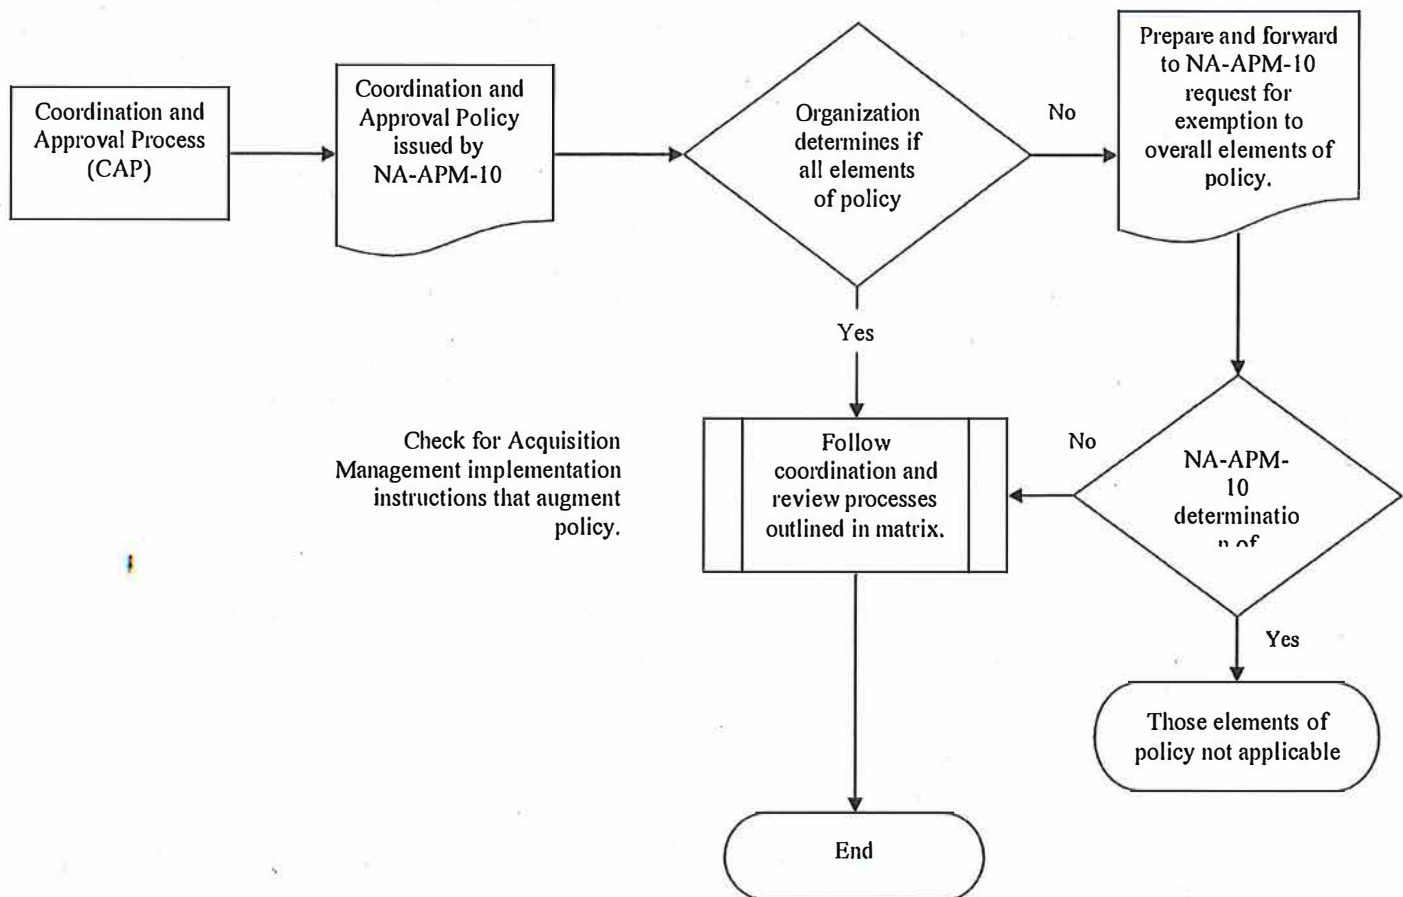 Coordination and
Approval Process
(CAP)
Coordination and
Approval Policy
issued by
NA-APM-10
Organization
determines if
all elements
of policy
No
Prepare and forward
to NA-APM-10
request for
exemption to
overall elements of
policy.
Yes
Check for Acquisition
Management implementation
instructions that augment
policy.
Follow
coordination and
review processes
outlined in matrix.
No
NA-APM-
10
determinatio
n of
Yes
Those elements of
policy not applicable
End